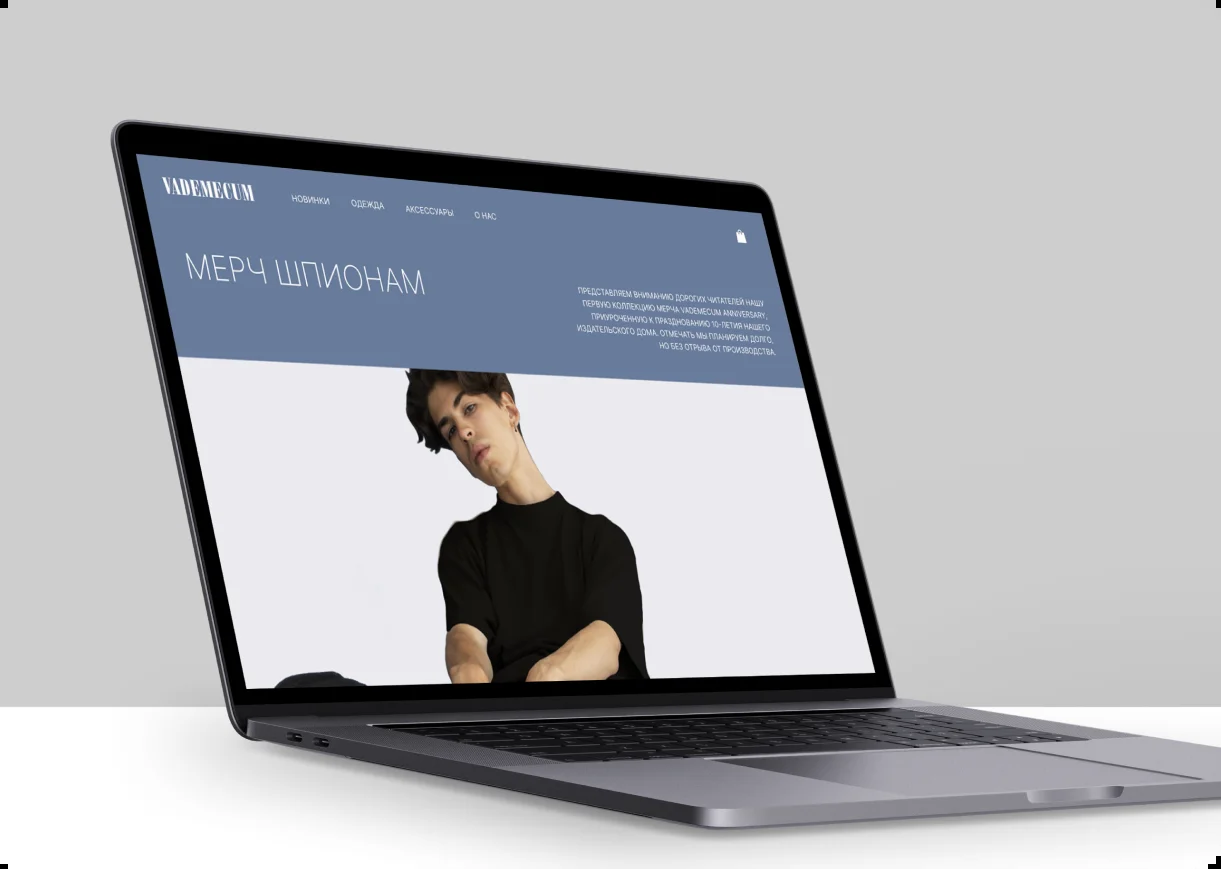 VADEMECUM
НОВИНКИ ОДЕЖДА АКСЕССУАРЫ О НАС
МЕРЧ ШПИОНАМ
ПРЕДСТАВЛЯЕМ ВНИМАНИЮ ДОРОГИХ ЧИТАТЕЛЕЙ НАШУ
ПЕРВУЮ КОЛЛЕКЦИЮ МЕРЧА VADEMECUM ANNIVERSARY,
ПРИУРОЧЕННУЮ К ПРАЗДНОВАНИЮ 10-ЛЕТИЯ НАШЕГО
ИЗДАТЕЛЬСКОГО ДОМА. ОТМЕЧАТЬ МЫ ПЛАНИРУЕМ ДОЛГО,
НО БЕЗ ОТРЫВА ОТ ПРОИЗВОДСТВА.